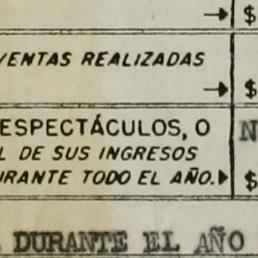 → $
VENTAS REALIZADAS
→ $
ESPECTÁCULOS, O N
L DE SUS INGRESOS
URANTE TODO EL AÑO. $
DURANTE EL AÑO